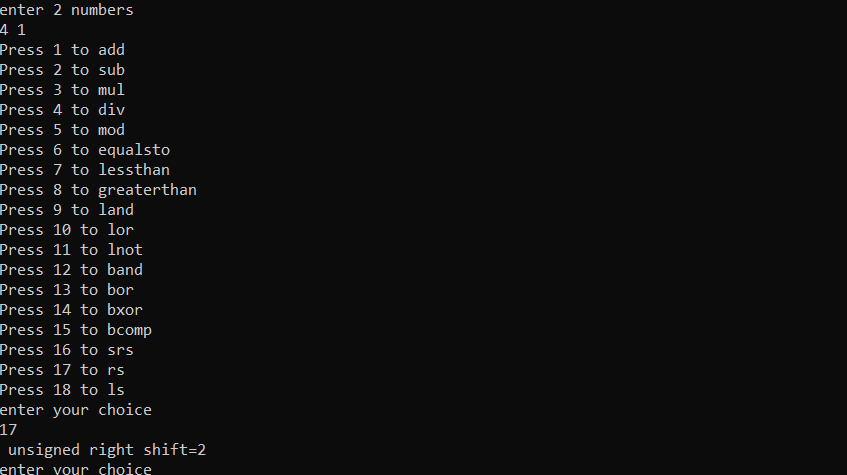 enter 2 numbers
4 1
Press 1 to add
Press 2 to sub
Press 3 to mul
Press 4 to div
Press 5 to mod
Press 6 to equalsto
Press 7 to lessthan
Press 8 to greaterthan
Press 9 to land
Press 10 to lor
Press 11 to lnot
Press 12 to band
Press 13 to bor
Press 14 to bxor
Press 15 to bcomp
Press 16 to srs
Press 17 to rs
Press 18 to ls
enter your choice
17
 unsigned right shift=2
enter your choice